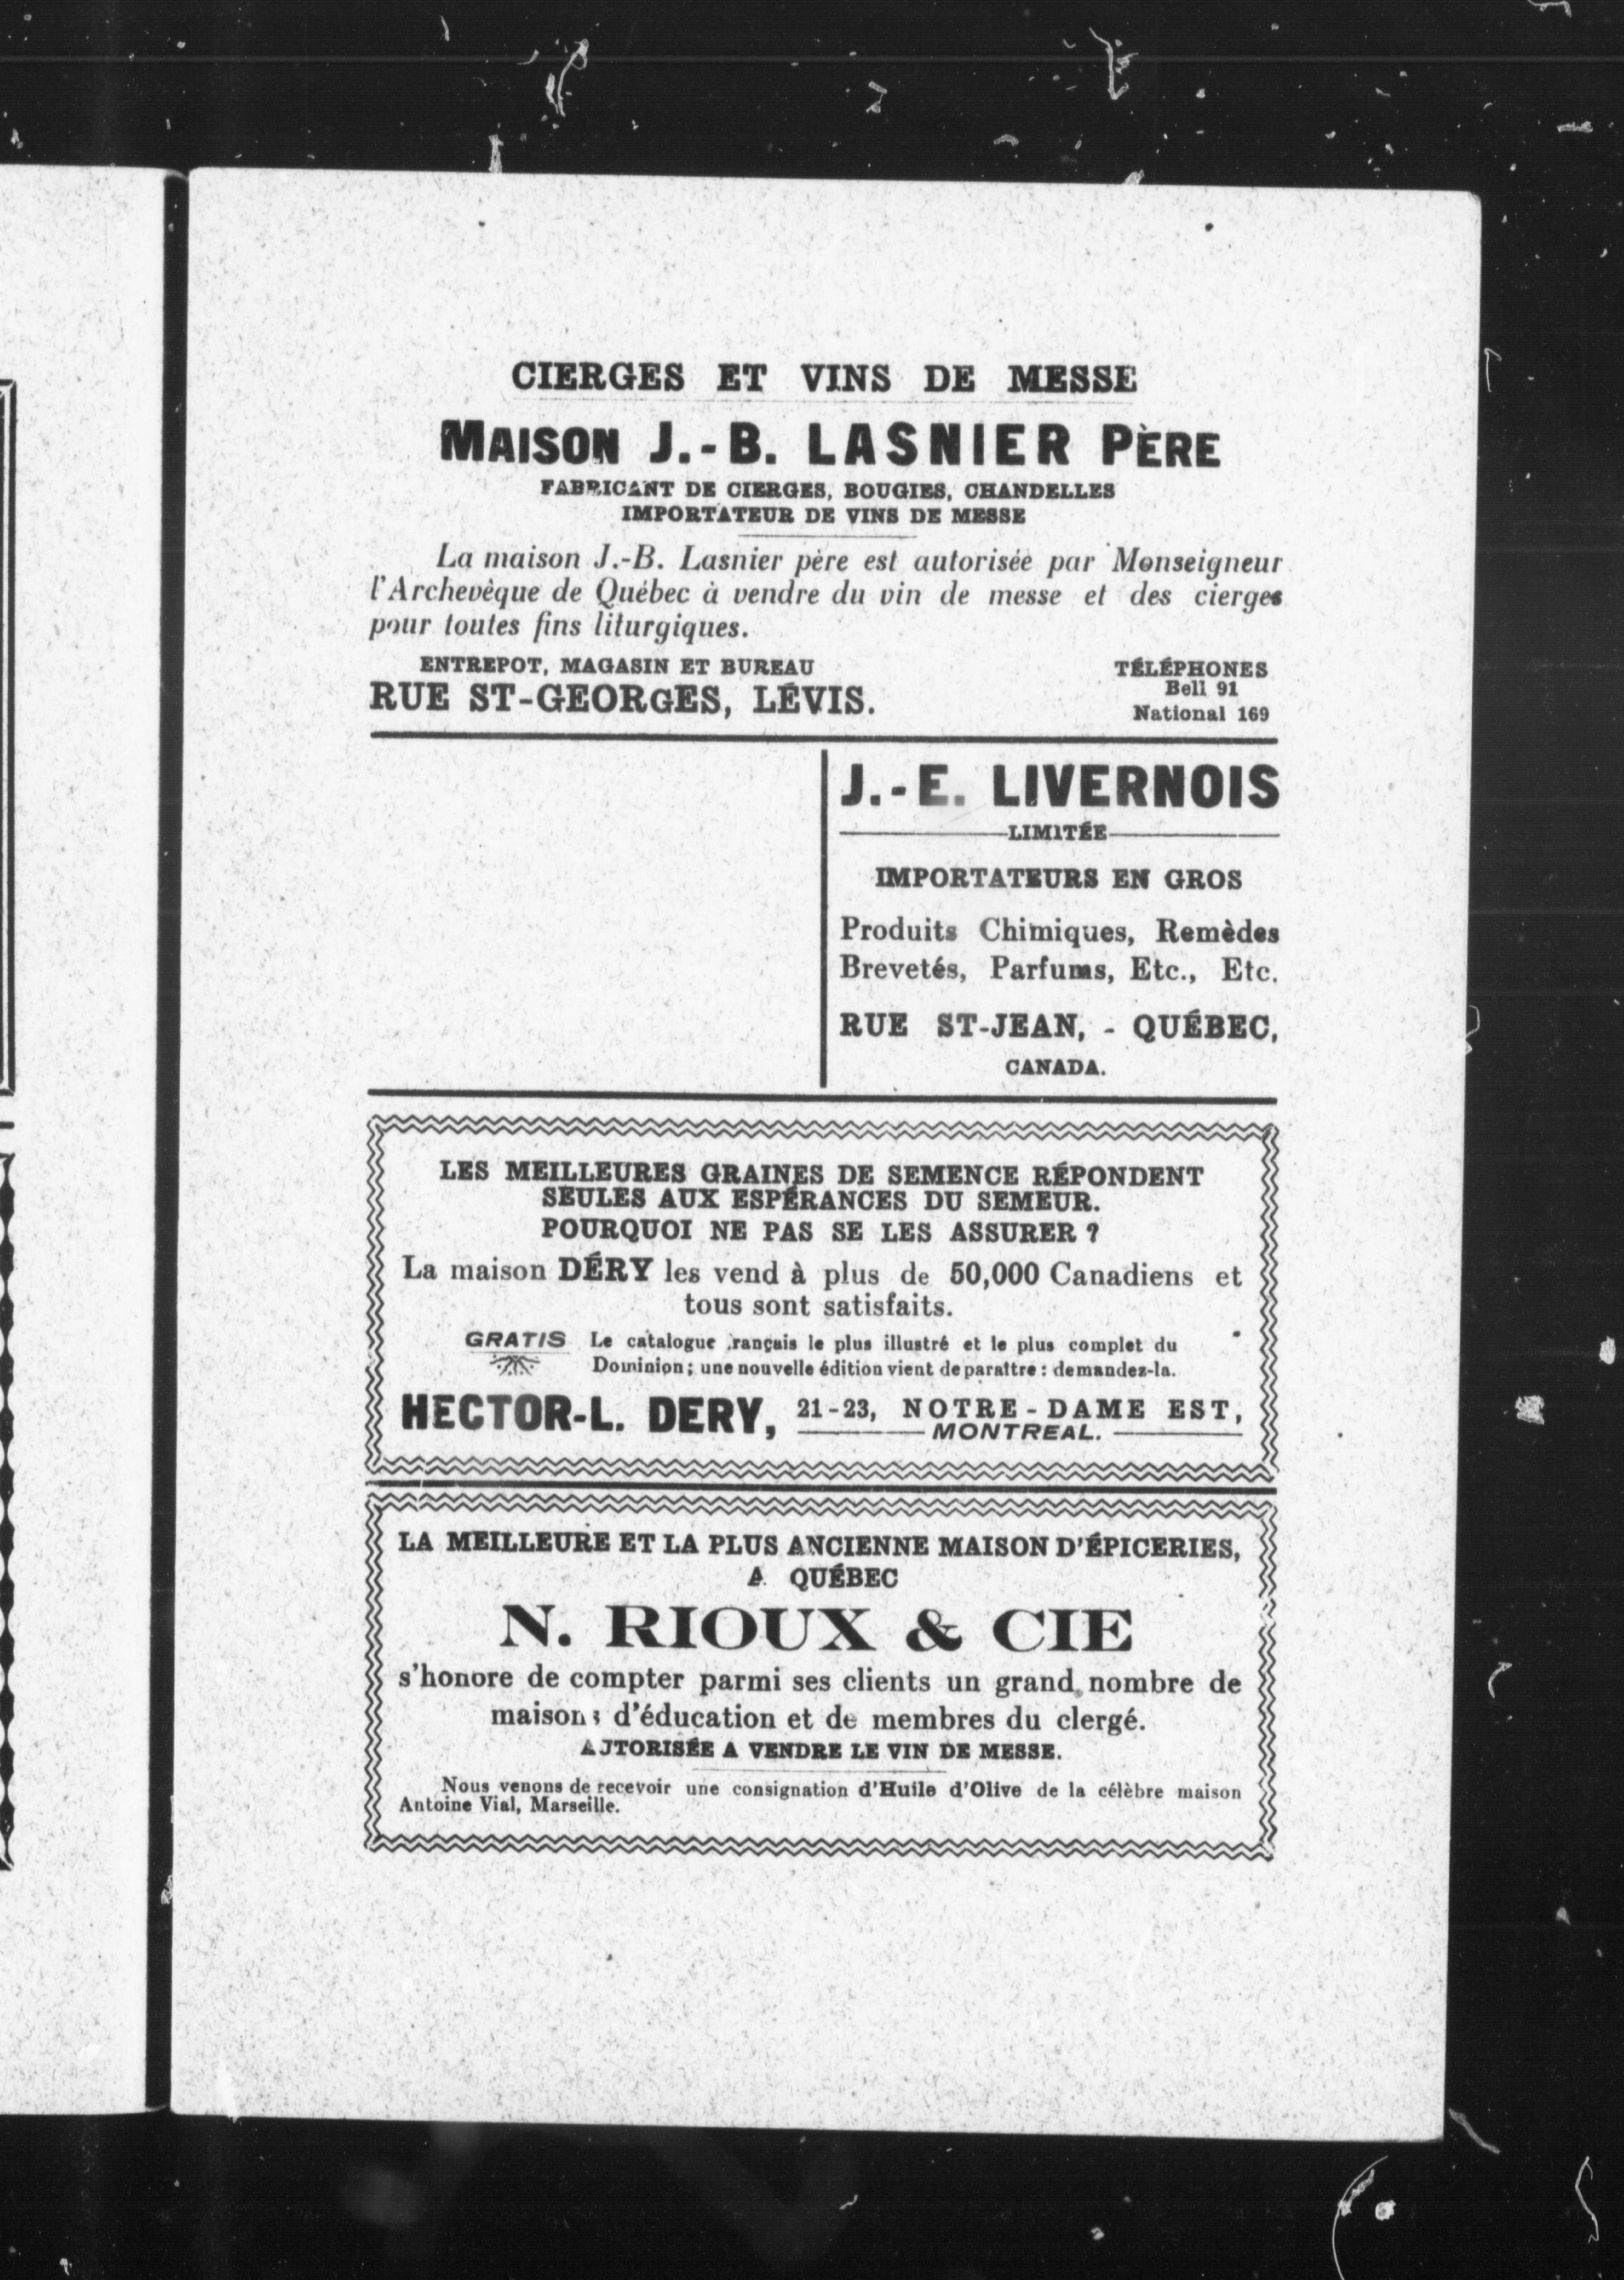 CIERGES ET VINS DE MESSE
MAISON J.-B. LASNIER PÈRE
FABRICANT DE CIERGES, BOUGIES, CHANDELLES
IMPORTATEUR DE VINS DE MESSE
La maison J.-B. Lasnier père est autorisée par Monseigneur
l'Archevêque de Québec à vendre du vin de messe et des cierges
pour toutes fins liturgiques.
ENTREPOT, MAGASIN ET BUREAU
RUE ST-GEORGES, LÉVIS.
TÉLÉPHONES
Bell 91
National 169
J.-E. LIVERNOIS
LIMITÉE
IMPORTATEURS EN GROS
Produits Chimiques, Remèdes
Brevetés, Parfums, Etc., Etc.
RUE ST-JEAN, - QUÉBEC,
CANADA.
LES MEILLEURES GRAINES DE SEMENCE RÉPONDENT
SEULES AUX ESPÉRANCES DU SEMEUR.
POURQUOI NE PAS SE LES ASSURER ?
La maison DÉRY les vend à plus de 50,000 Canadiens et
tous sont satisfaits.
GRATIS Le catalogue français le plus illustré et le plus complet du
Dominion ; une nouvelle édition vient de paraître : demandez-la.
HECTOR-L. DERY, 21-23, NOTRE-DAME EST,
MONTREAL.
LA MEILLEURE ET LA PLUS ANCIENNE MAISON D'ÉPICERIES,
A QUÉBEC
N. RIOUX & CIE
s'honore de compter parmi ses clients un grand nombre de
maisons d'éducation et de membres du clergé.
AUTORISÉE A VENDRE LE VIN DE MESSE.
Nous venons de recevoir une consignation d'Huile d'Olive de la célèbre maison
Antoine Vial, Marseille.